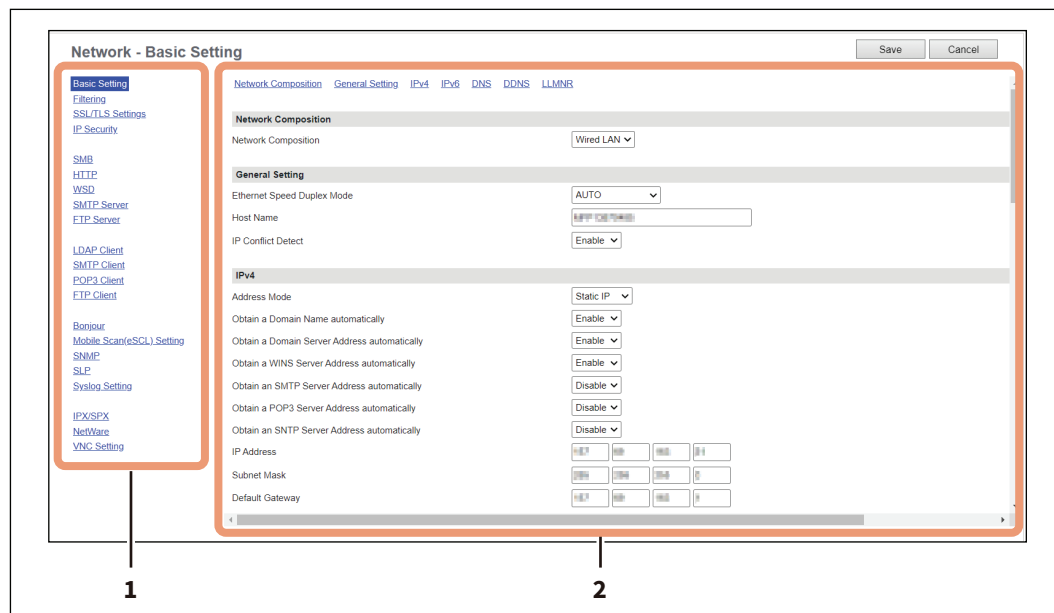 Network - Basic Setting
Save Cancel
Basic Setting
Filtering
SSL/TLS Settings
IP Security
SMB
HTTP
WSD
SMTP Server
FTP Server
LDAP Client
SMTP Client
POP3 Client
FTP Client
Bonjour
Mobile Scan(eSCL) Setting
SNMP
SLP
Syslog Setting
IPX/SPX
NetWare
VNC Setting
Network Composition General Setting IPv4 IPv6 DNS DDNS LLMNR
Network Composition
Network Composition Wired LAN
General Setting
Ethernet Speed Duplex Mode AUTO
Host Name
IP Conflict Detect Enable
IPv4
Address Mode Static IP
Obtain a Domain Name automatically Enable
Obtain a Domain Server Address automatically Enable
Obtain a WINS Server Address automatically Enable
Obtain an SMTP Server Address automatically Disable
Obtain a POP3 Server Address automatically Disable
Obtain an SNTP Server Address automatically Disable
IP Address
Subnet Mask
Default Gateway
1 2